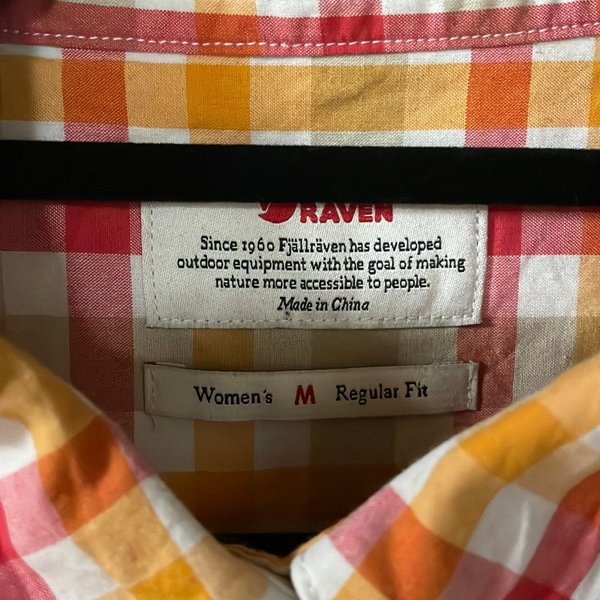 RAVEN
Since 1960 Fjällräven has developed
outdoor equipment with the goal of making
nature more accessible to people.
Made in China
Women's M Regular Fit